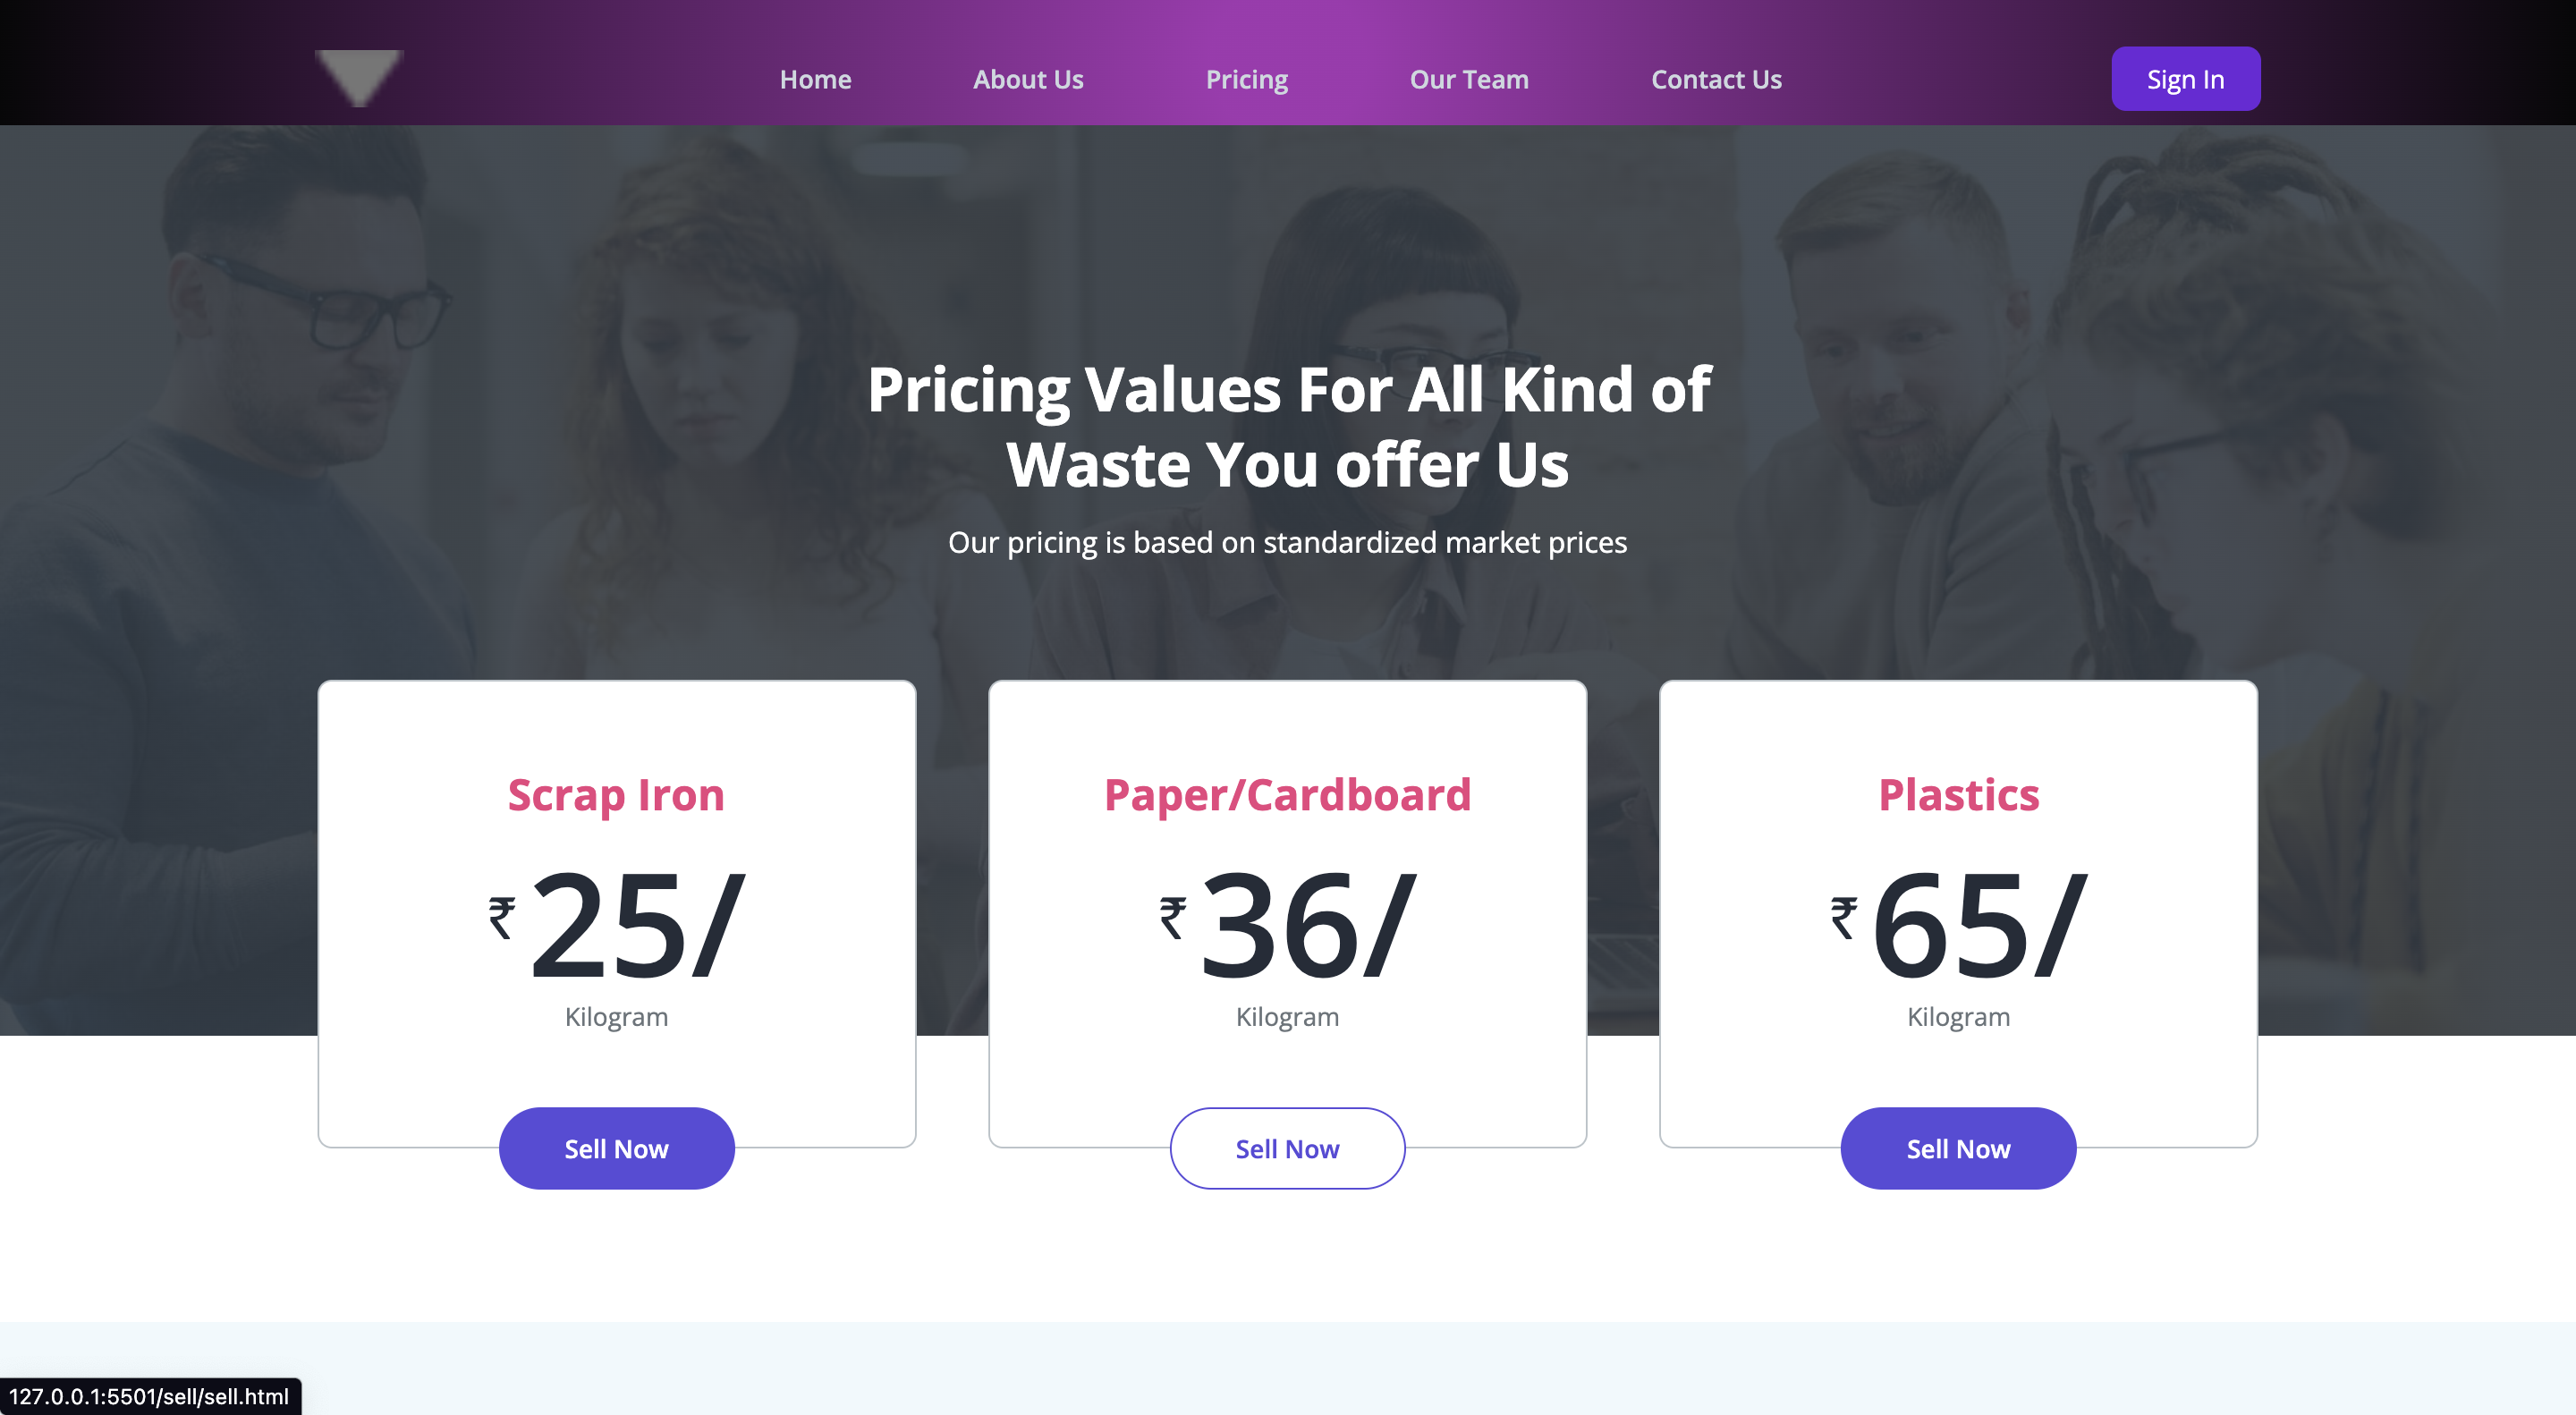 Home About Us Pricing Our Team Contact Us Sign In
Pricing Values For All Kind of
Waste You offer Us
Our pricing is based on standardized market prices
Scrap Iron
₹25/
Kilogram
Sell Now
Paper/Cardboard
₹36/
Kilogram
Sell Now
Plastics
₹65/
Kilogram
Sell Now
127.0.0.1:5501/sell/sell.html